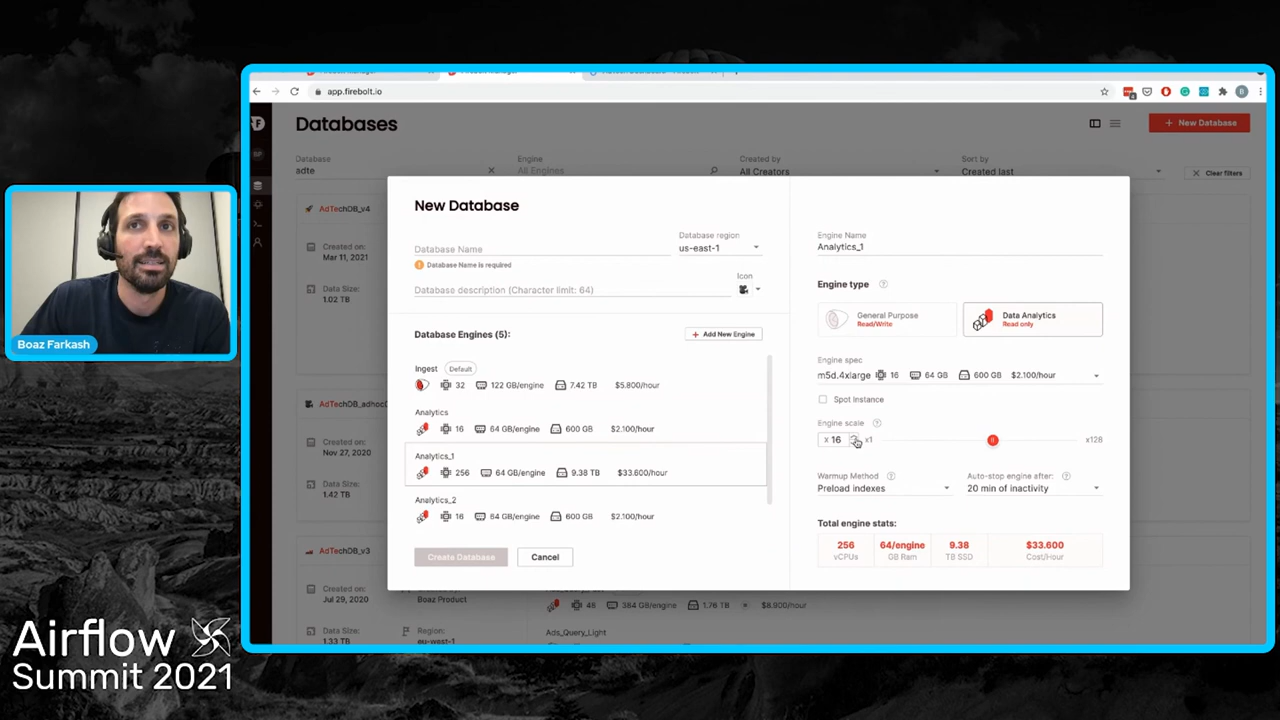 app.firebolt.io
Databases
+ New Database
Database
adte
Engine
All Engines
Created by
All Creators
Sort by
Created last
Clear filters
AdTechDB_v4
Created on:
Mar 11, 2021
Data Size:
1.02 TB
AdTechDB_adhoc
Created on:
Nov 27, 2020
Data Size:
1.42 TB
AdTechDB_v3
Created on:
Jul 29, 2020
Boaz Product
Data Size:
1.33 TB
Region:
eu-west-1
48 384 GB/engine 1.76 TB $8.900/hour
Ads_Query_Light
New Database
Database Name
Database Name is required
Database region
us-east-1
Database description (Character limit: 64)
Icon
Database Engines (5):
+ Add New Engine
Ingest Default
32 122 GB/engine 7.42 TB $5.800/hour
Analytics
16 64 GB/engine 600 GB $2.100/hour
Analytics_1
256 64 GB/engine 9.38 TB $33.600/hour
Analytics_2
16 64 GB/engine 600 GB $2.100/hour
Create Database
Cancel
Engine Name
Analytics_1
Engine type ?
General Purpose
Read/Write
Data Analytics
Read only
Engine spec
m5d.4xlarge 16 64 GB 600 GB $2.100/hour
Spot Instance
Engine scale ?
x 16 x1 x128
Warmup Method ?
Preload indexes
Auto-stop engine after: ?
20 min of inactivity
Total engine stats:
256
vCPUs
64/engine
GB Ram
9.38
TB SSD
$33.600
Cost/Hour
Boaz Farkash
Airflow
Summit 2021